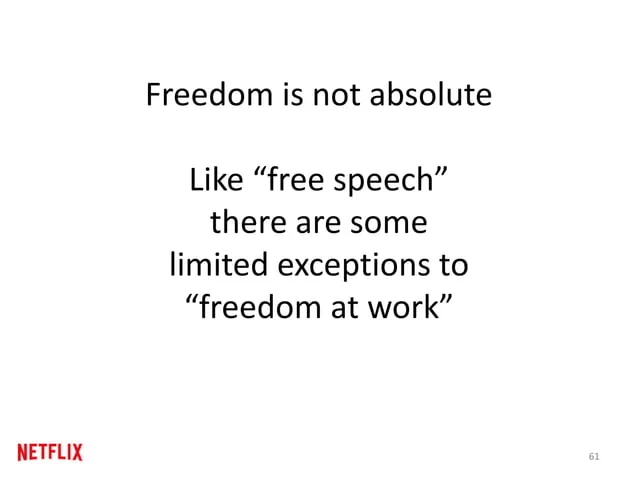 Freedom is not absolute
Like “free speech”
there are some
limited exceptions to
“freedom at work”
NETFLIX
61